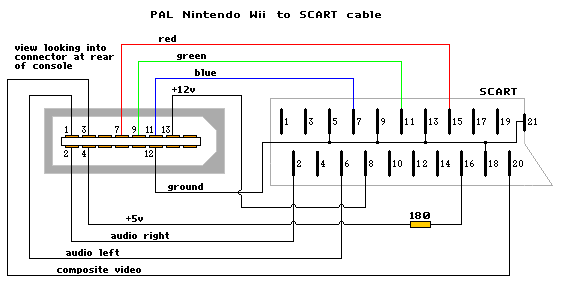 PAL Nintendo Wii to SCART cable
view looking into
connector at rear
of console
red
green
blue
+12v
SCART
1 3 7 9 11 13
2 4 12
1 3 5 7 9 11 13 15 17 19 21
2 4 6 8 10 12 14 16 18 20
ground
+5v
180
audio right
audio left
composite video